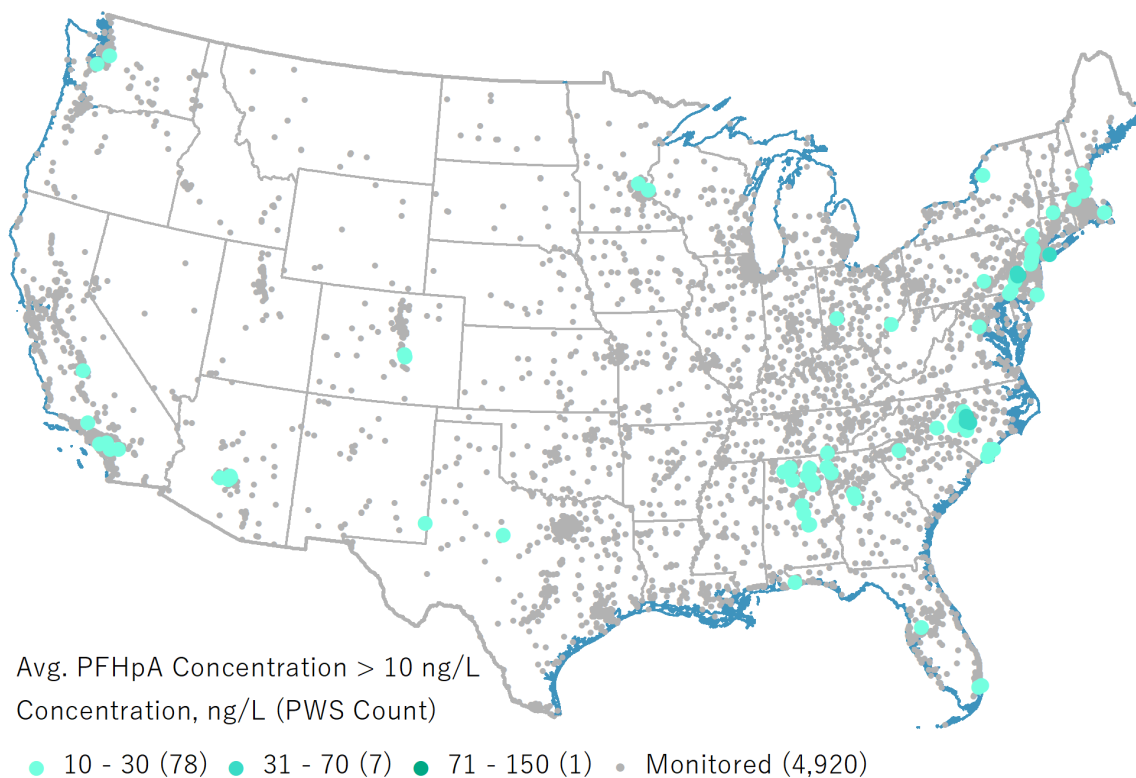 Avg. PFHpA Concentration > 10 ng/L
Concentration, ng/L (PWS Count)
10 - 30 (78) 31 - 70 (7) 71 - 150 (1) Monitored (4,920)